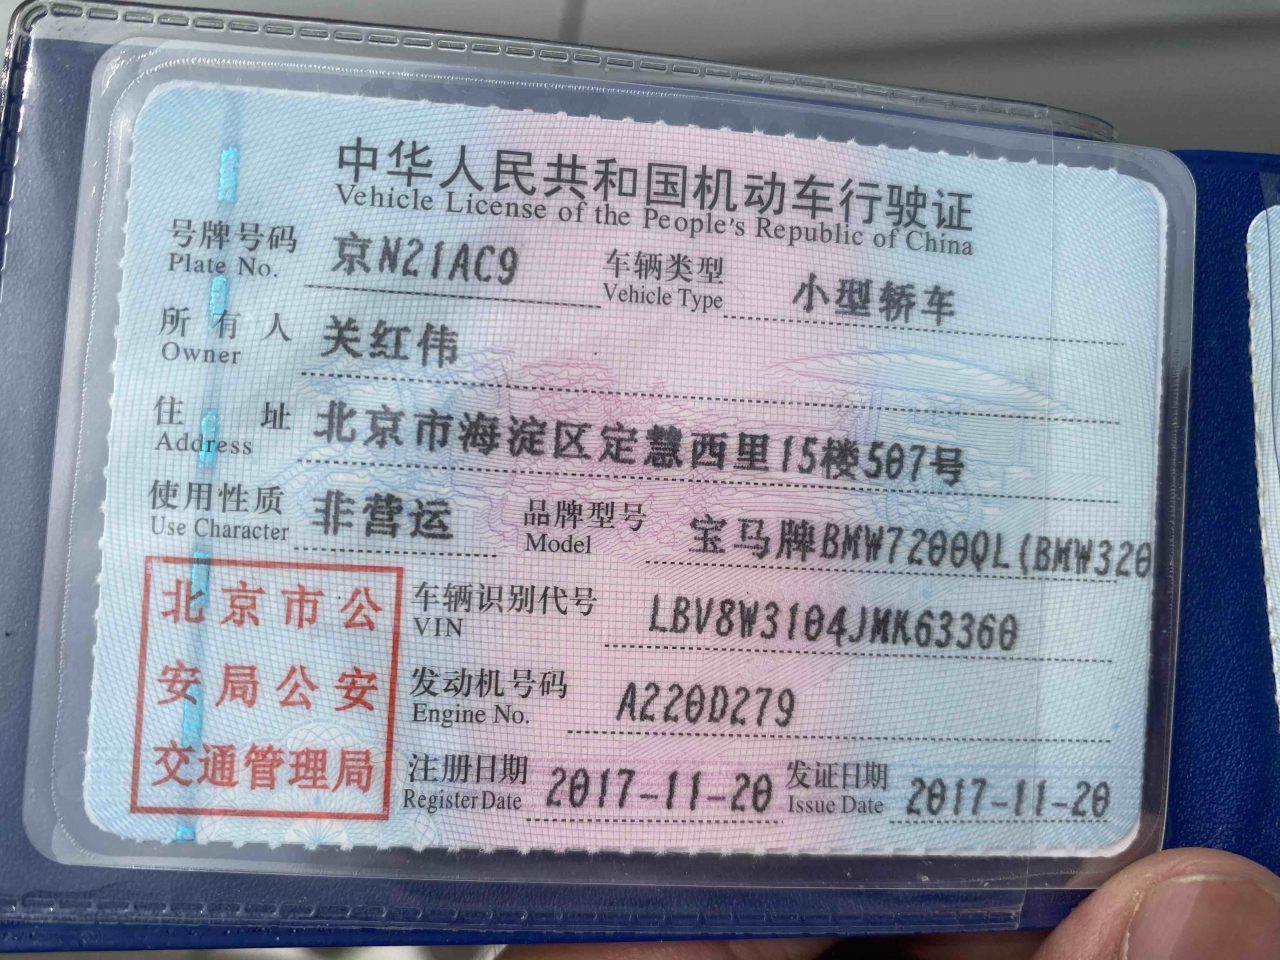 中华人民共和国机动车行驶证
Vehicle License of the People's Republic of China
号牌号码 京N21AC9 车辆类型 小型轿车
Plate No. Vehicle Type
所有人 关红伟
Owner
住址 北京市海淀区定慧西里15楼507号
Address
使用性质 非营运 品牌型号 宝马牌BMW7200QL(BMW320
Use Character Model
北京市公
安局公安
交通管理局
车辆识别代号 LBV8W3104JMK63360
VIN
发动机号码 A220D279
Engine No.
注册日期 2017-11-20 发证日期 2017-11-20
Register Date Issue Date